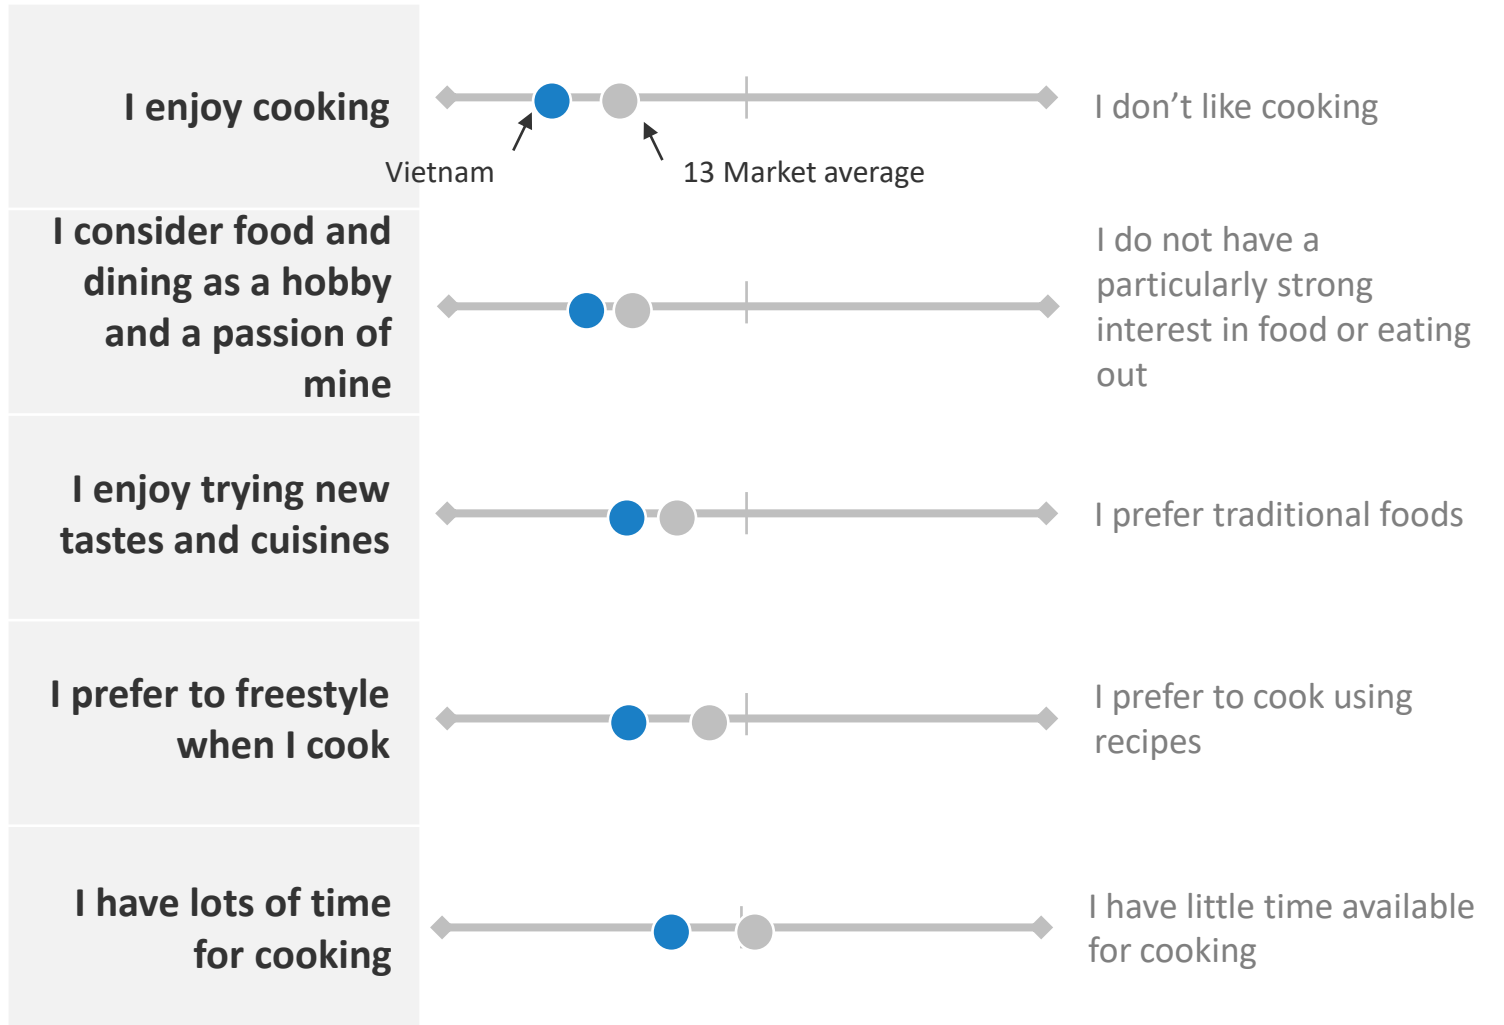 I enjoy cooking
I don’t like cooking
Vietnam
13 Market average
I consider food and
dining as a hobby
and a passion of
mine
I do not have a
particularly strong
interest in food or eating
out
I enjoy trying new
tastes and cuisines
I prefer traditional foods
I prefer to freestyle
when I cook
I prefer to cook using
recipes
I have lots of time
for cooking
I have little time available
for cooking